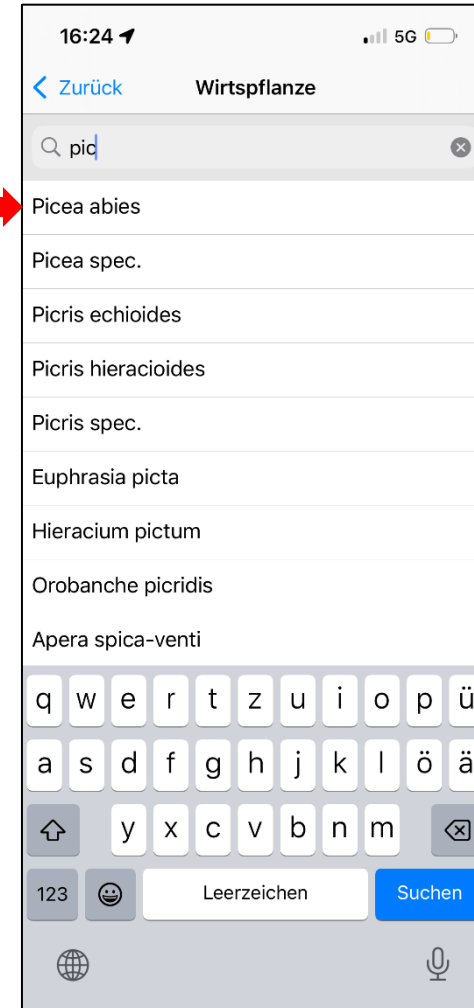 16:24 5G
Zurück Wirtspflanze
pic
Picea abies
Picea spec.
Picris echioides
Picris hieracioides
Picris spec.
Euphrasia picta
Hieracium pictum
Orobanche picridis
Apera spica-venti
q w e r t z u i o p ü
a s d f g h j k l ö ä
y x c v b n m
123 Leerzeichen Suchen